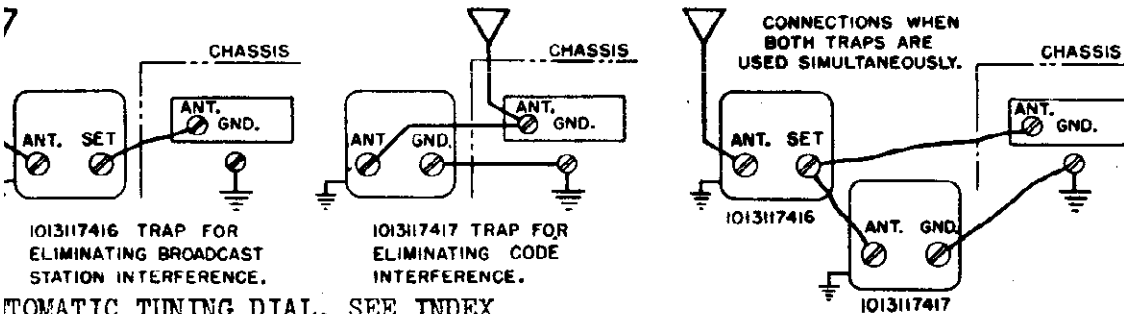 CHASSIS
ANT.
GND.
ANT. SET
1013117416 TRAP FOR
ELIMINATING BROADCAST
STATION INTERFERENCE.
CHASSIS
ANT.
GND.
ANT GND.
1013117417 TRAP FOR
ELIMINATING CODE
INTERFERENCE.
CONNECTIONS WHEN
BOTH TRAPS ARE
USED SIMULTANEOUSLY.
CHASSIS
ANT.
GND.
ANT. SET
1013117416
ANT. GND.
1013117417
TOMATIC TUNING DIAL, SEE INDEX